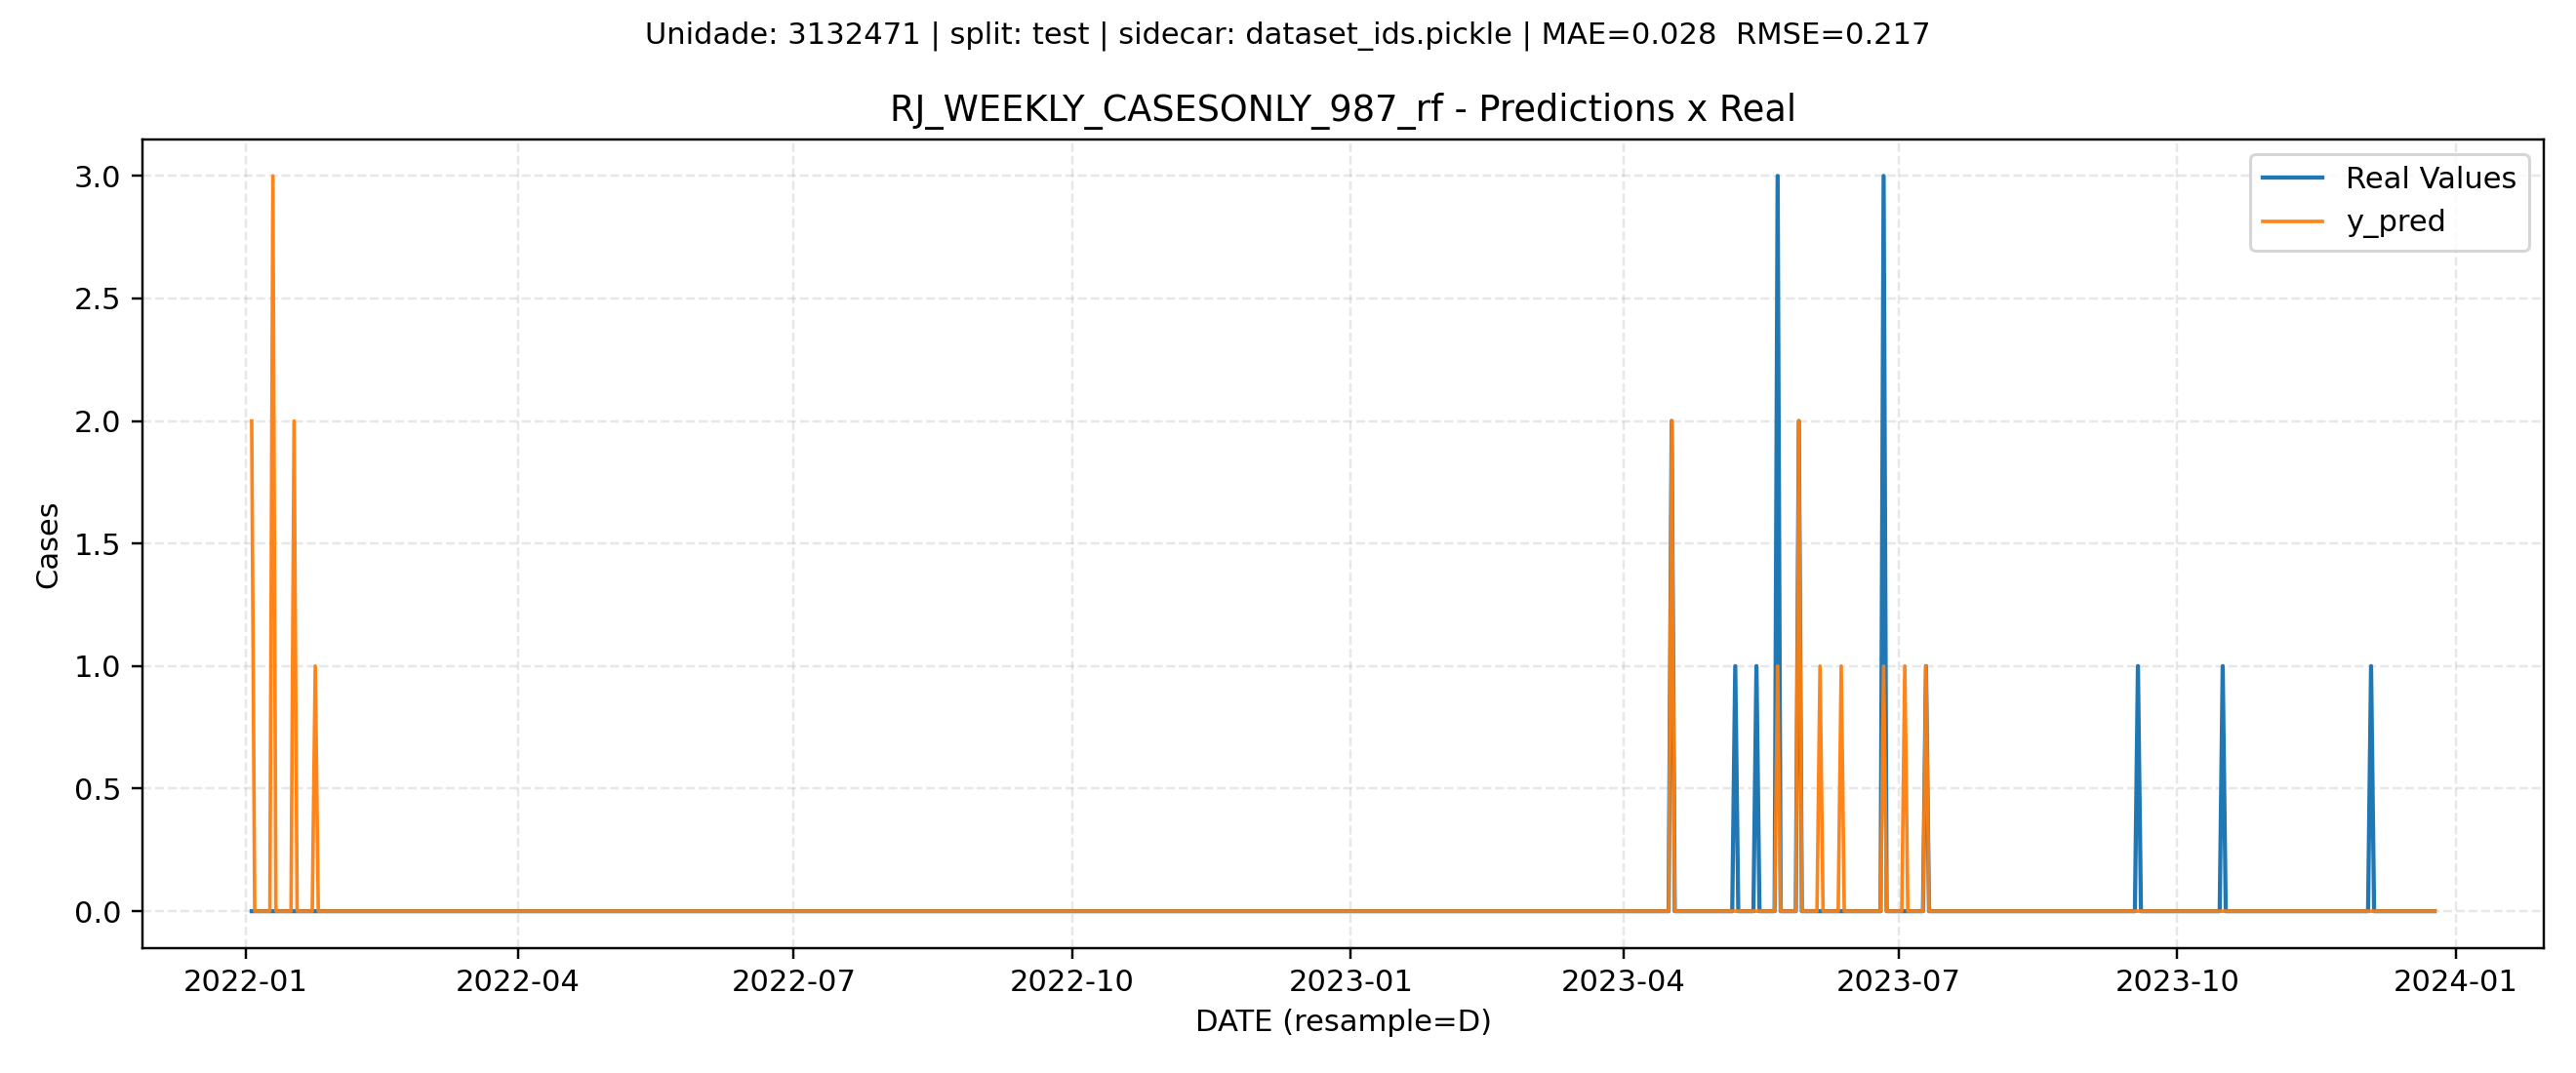 Unidade: 3132471 | split: test | sidecar: dataset_ids.pickle | MAE=0.028  RMSE=0.217
RJ_WEEKLY_CASESONLY_987_rf - Predictions x Real
Real Values
y_pred
Cases
3.0
2.5
2.0
1.5
1.0
0.5
0.0
2022-01
2022-04
2022-07
2022-10
2023-01
2023-04
2023-07
2023-10
2024-01
DATE (resample=D)